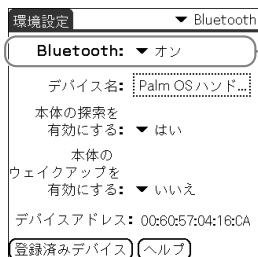 環境設定 ▼ Bluetooth
Bluetooth: ▼ オン
デバイス名: Palm OSハンド...
本体の探索を
有効にする: ▼ はい
本体の
ウェイクアップを
有効にする: ▼ いいえ
デバイスアドレス: 00:60:57:04:16:CA
登録済みデバイス ヘルプ